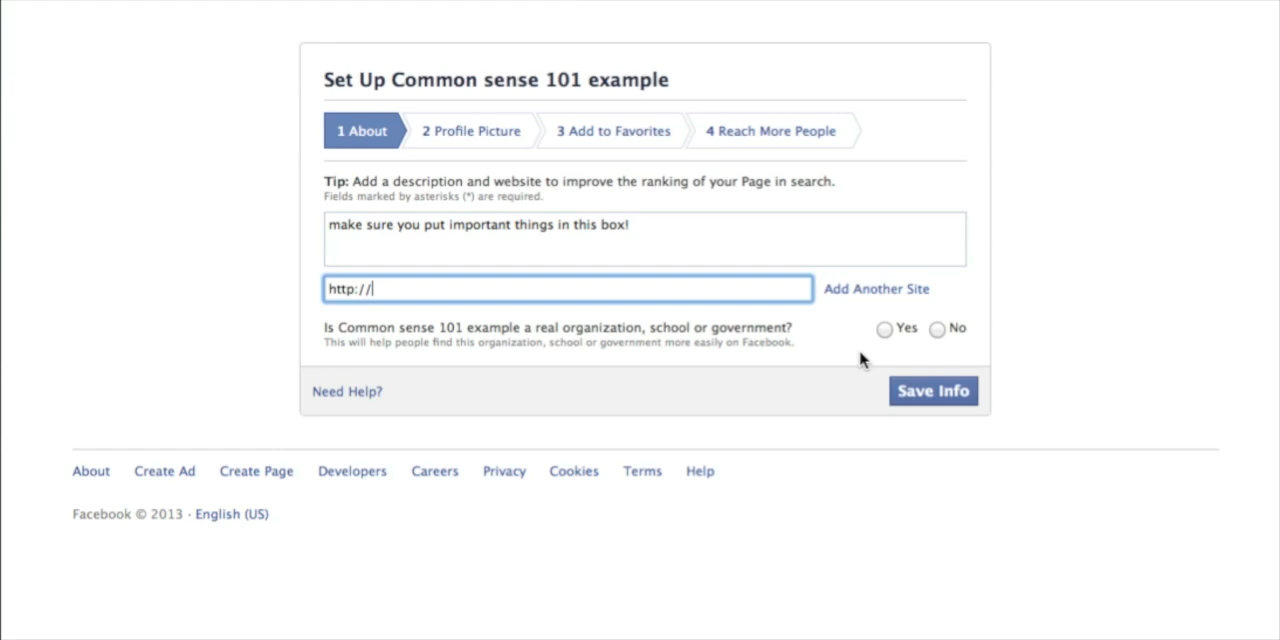 Set Up Common sense 101 example
1 About 2 Profile Picture 3 Add to Favorites 4 Reach More People
Tip: Add a description and website to improve the ranking of your Page in search.
Fields marked by asterisks (*) are required.
make sure you put important things in this box!
http:// Add Another Site
Is Common sense 101 example a real organization, school or government? Yes No
This will help people find this organization, school or government more easily on Facebook.
Need Help? Save Info
About Create Ad Create Page Developers Careers Privacy Cookies Terms Help
Facebook © 2013 · English (US)